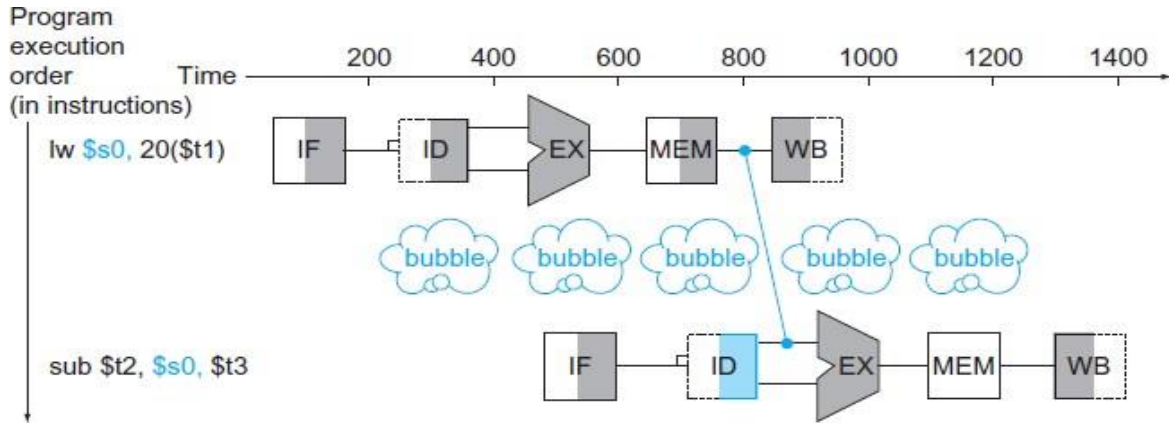 Program
execution
order
(in instructions)
Time
200 400 600 800 1000 1200 1400
lw $s0, 20($t1)
IF ID EX MEM WB
bubble bubble bubble bubble bubble
sub $t2, $s0, $t3
IF ID EX MEM WB